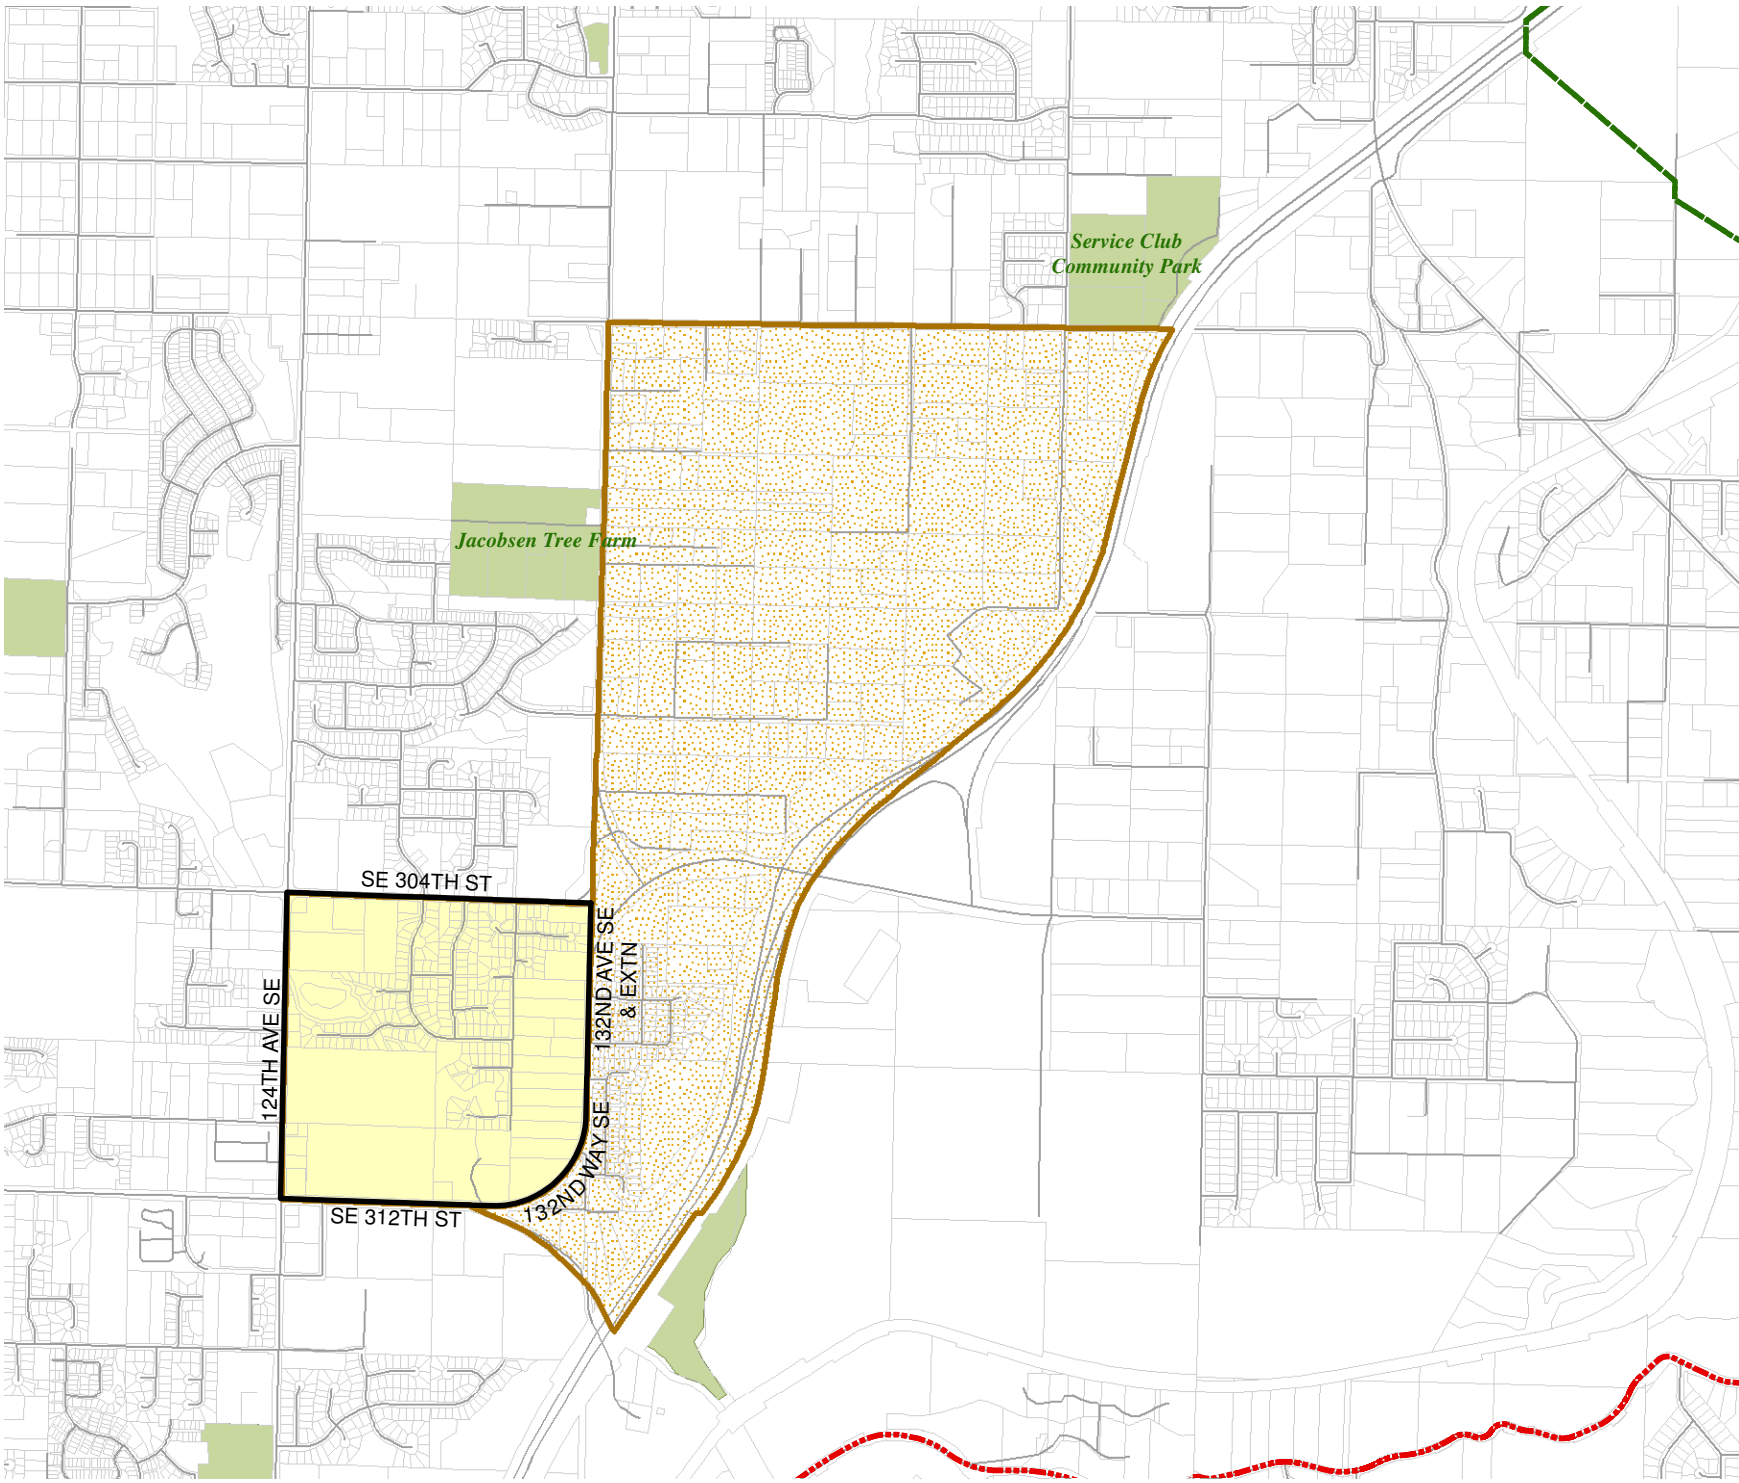 Service Club
Community Park
Jacobsen Tree Farm
SE 304TH ST
132ND AVE SE
& EXTN
124TH AVE SE
132ND WAY SE
SE 312TH ST